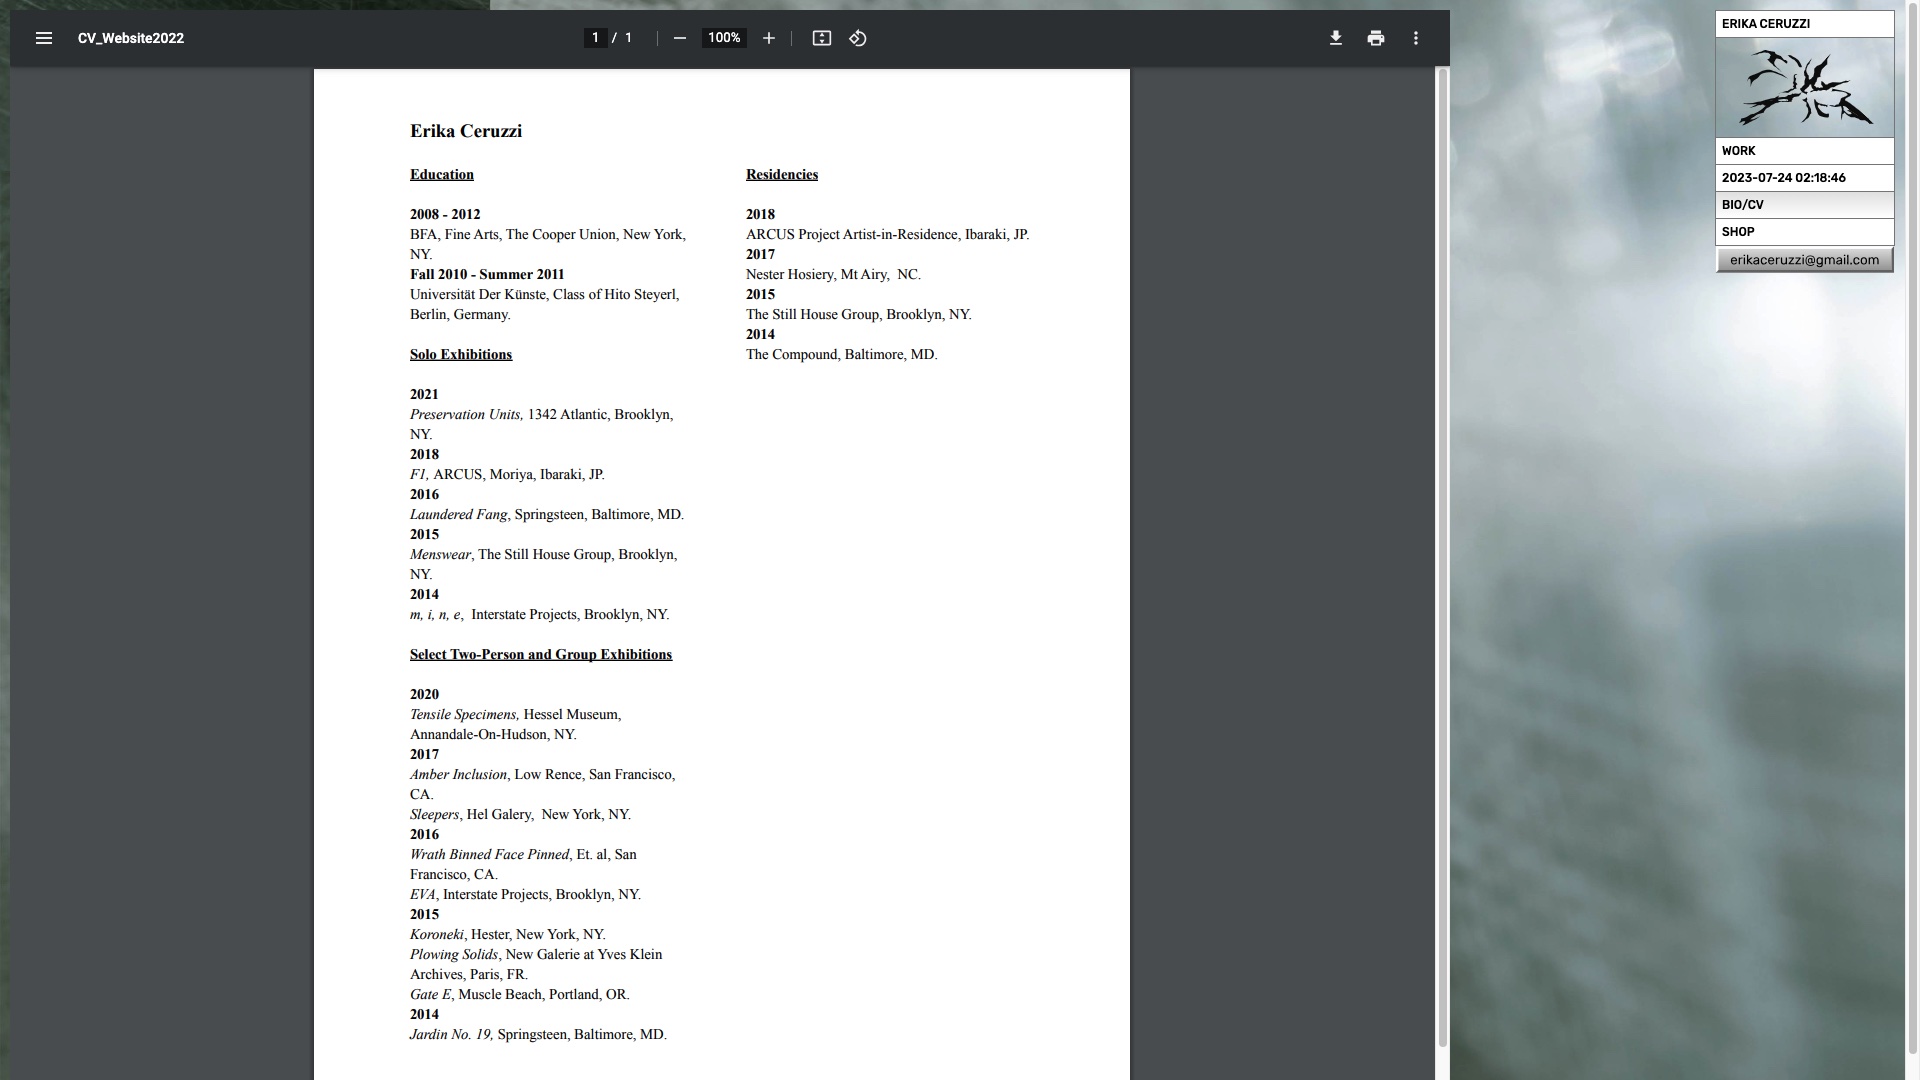 CV_Website2022
1 / 1
100%
Erika Ceruzzi
Education
2008 - 2012
BFA, Fine Arts, The Cooper Union, New York,
NY.
Fall 2010 - Summer 2011
Universität Der Künste, Class of Hito Steyerl,
Berlin, Germany.
Solo Exhibitions
2021
Preservation Units, 1342 Atlantic, Brooklyn,
NY.
2018
F1, ARCUS, Moriya, Ibaraki, JP.
2016
Laundered Fang, Springsteen, Baltimore, MD.
2015
Menswear, The Still House Group, Brooklyn,
NY.
2014
m, i, n, e,  Interstate Projects, Brooklyn, NY.
Select Two-Person and Group Exhibitions
2020
Tensile Specimens, Hessel Museum,
Annandale-On-Hudson, NY.
2017
Amber Inclusion, Low Rence, San Francisco,
CA.
Sleepers, Hel Galery,  New York, NY.
2016
Wrath Binned Face Pinned, Et. al, San
Francisco, CA.
EVA, Interstate Projects, Brooklyn, NY.
2015
Koroneki, Hester, New York, NY.
Plowing Solids, New Galerie at Yves Klein
Archives, Paris, FR.
Gate E, Muscle Beach, Portland, OR.
2014
Jardin No. 19, Springsteen, Baltimore, MD.
Residencies
2018
ARCUS Project Artist-in-Residence, Ibaraki, JP.
2017
Nester Hosiery, Mt Airy,  NC.
2015
The Still House Group, Brooklyn, NY.
2014
The Compound, Baltimore, MD.
ERIKA CERUZZI
WORK
2023-07-24 02:18:46
BIO/CV
SHOP
erikaceruzzi@gmail.com